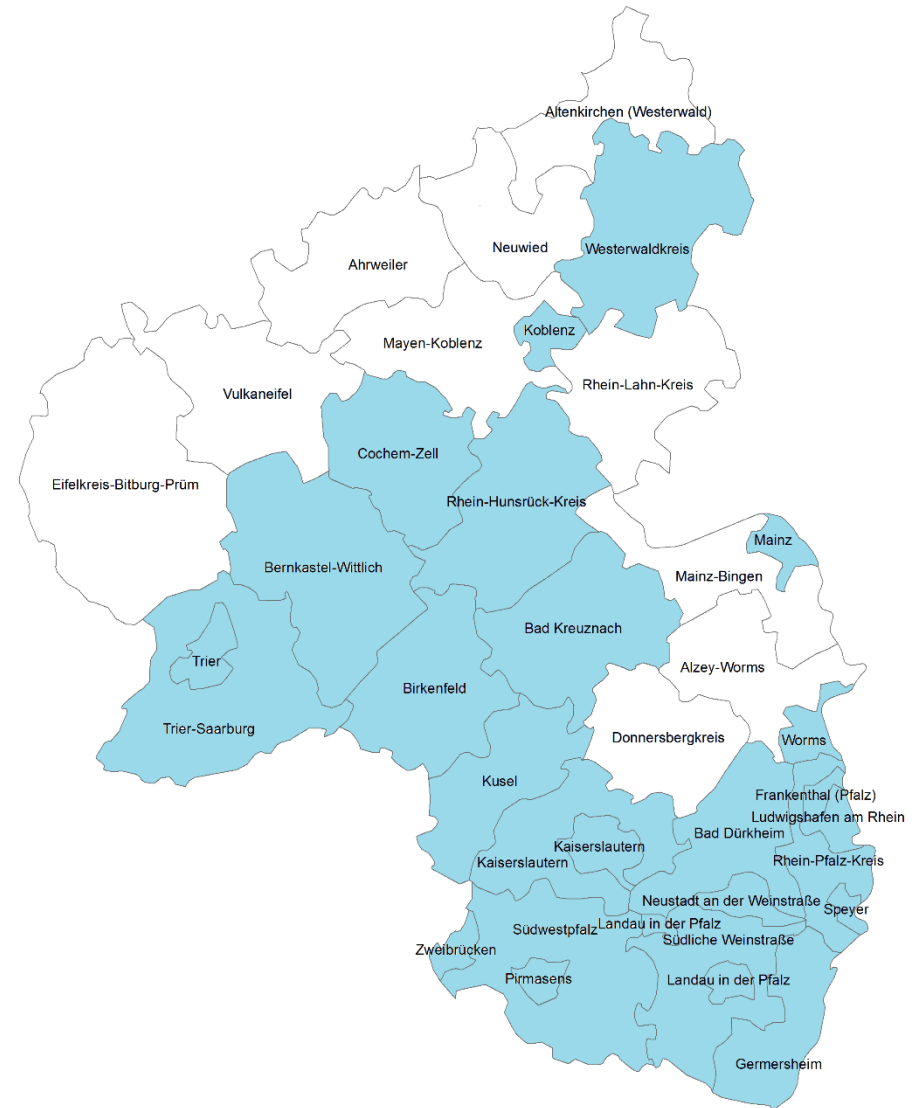 Altenkirchen (Westerwald)
Neuwied
Westerwaldkreis
Ahrweiler
Koblenz
Mayen-Koblenz
Rhein-Lahn-Kreis
Vulkaneifel
Cochem-Zell
Eifelkreis-Bitburg-Prüm
Rhein-Hunsrück-Kreis
Mainz
Bernkastel-Wittlich
Mainz-Bingen
Bad Kreuznach
Trier
Alzey-Worms
Birkenfeld
Trier-Saarburg
Donnersbergkreis
Worms
Kusel
Frankenthal (Pfalz)
Ludwigshafen am Rhein
Bad Dürkheim
Kaiserslautern
Kaiserslautern
Rhein-Pfalz-Kreis
Neustadt an der Weinstraße
Speyer
Landau in der Pfalz
Südwestpfalz
Südliche Weinstraße
Zweibrücken
Pirmasens
Landau in der Pfalz
Germersheim